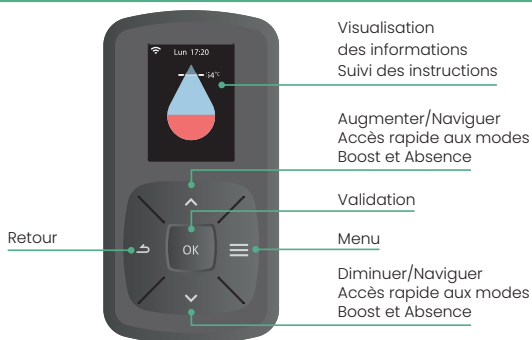 Lun 17:20
54°C
Visualisation
des informations
Suivi des instructions
Augmenter/Naviguer
Accès rapide aux modes
Boost et Absence
Validation
Retour
OK
Menu
Diminuer/Naviguer
Accès rapide aux modes
Boost et Absence